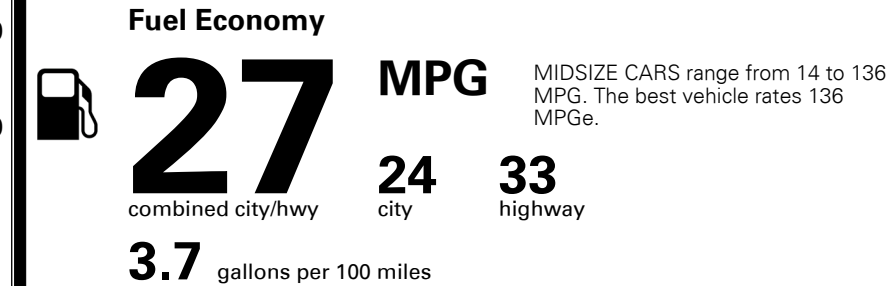 Fuel Economy
27 MPG
MIDSIZE CARS range from 14 to 136
MPG. The best vehicle rates 136
MPGe.
combined city/hwy
24
city
33
highway
3.7 gallons per 100 miles